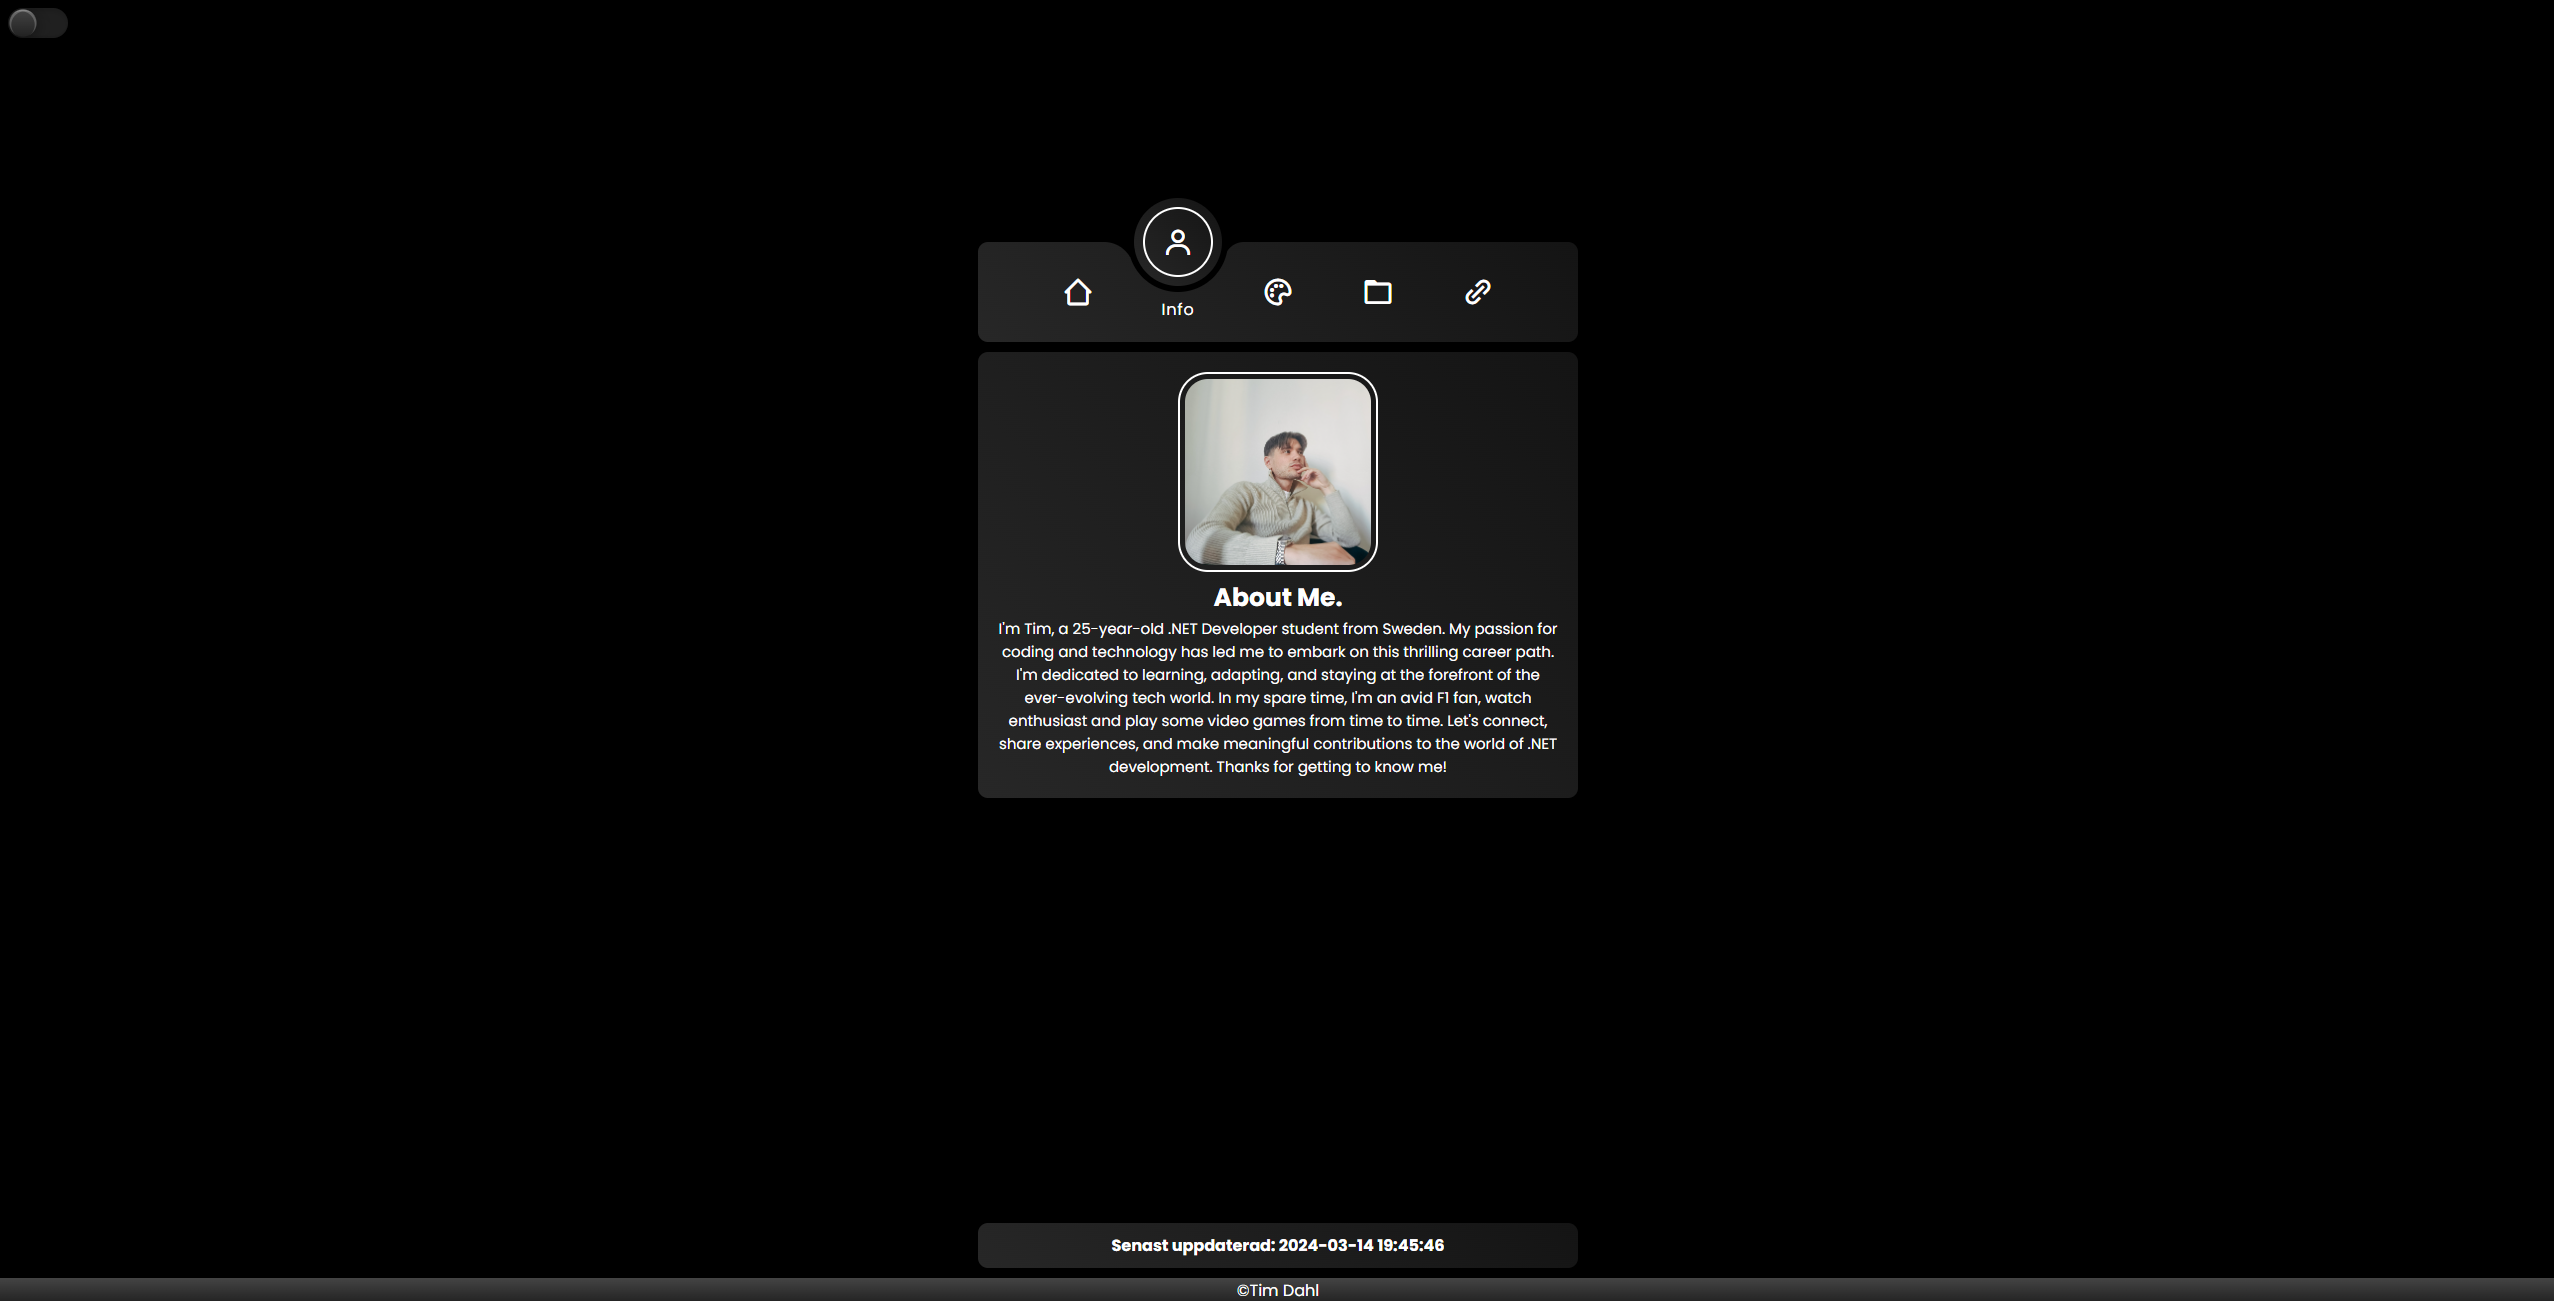 Info
About Me.
I'm Tim, a 25-year-old .NET Developer student from Sweden. My passion for
coding and technology has led me to embark on this thrilling career path.
I'm dedicated to learning, adapting, and staying at the forefront of the
ever-evolving tech world. In my spare time, I'm an avid F1 fan, watch
enthusiast and play some video games from time to time. Let's connect,
share experiences, and make meaningful contributions to the world of .NET
development. Thanks for getting to know me!
Senast uppdaterad: 2024-03-14 19:45:46
©Tim Dahl